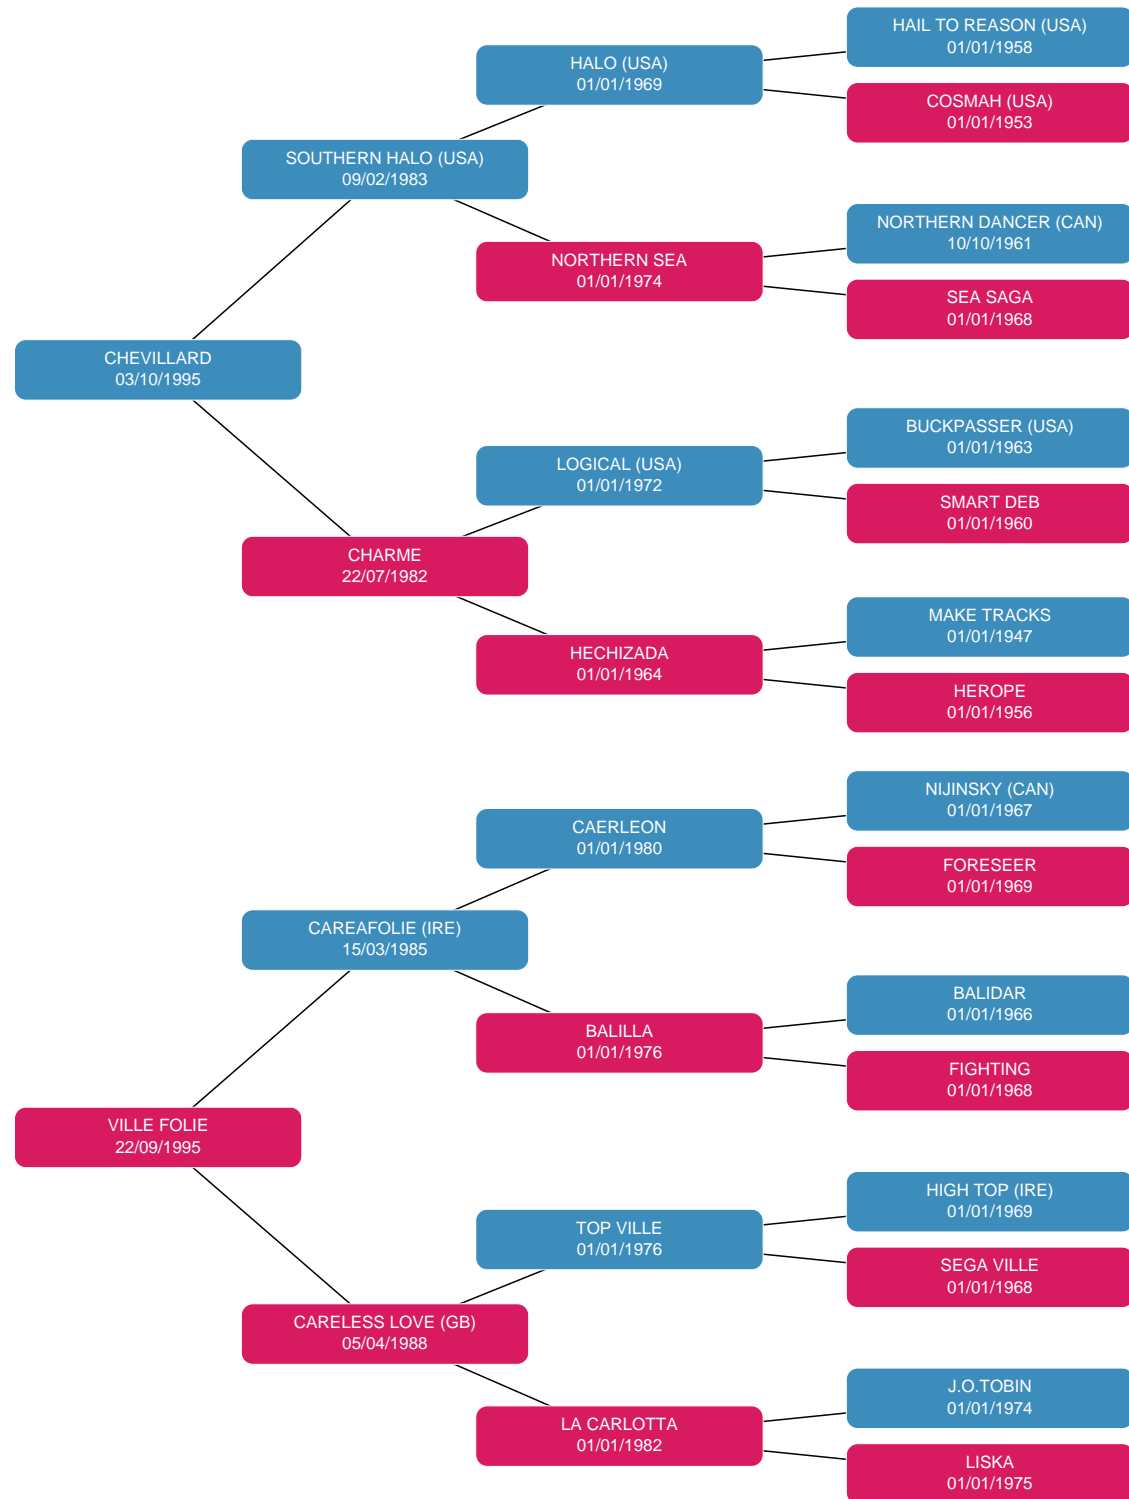 HAIL TO REASON (USA)
01/01/1958
HALO (USA)
01/01/1969
COSMAH (USA)
01/01/1953
SOUTHERN HALO (USA)
09/02/1983
NORTHERN DANCER (CAN)
10/10/1961
NORTHERN SEA
01/01/1974
SEA SAGA
01/01/1968
CHEVILLARD
03/10/1995
BUCKPASSER (USA)
01/01/1963
LOGICAL (USA)
01/01/1972
SMART DEB
01/01/1960
CHARME
22/07/1982
MAKE TRACKS
01/01/1947
HECHIZADA
01/01/1964
HEROPE
01/01/1956
NIJINSKY (CAN)
01/01/1967
CAERLEON
01/01/1980
FORESEER
01/01/1969
CAREAFOLIE (IRE)
15/03/1985
BALIDAR
01/01/1966
BALILLA
01/01/1976
FIGHTING
01/01/1968
VILLE FOLIE
22/09/1995
HIGH TOP (IRE)
01/01/1969
TOP VILLE
01/01/1976
SEGA VILLE
01/01/1968
CARELESS LOVE (GB)
05/04/1988
J.O.TOBIN
01/01/1974
LA CARLOTTA
01/01/1982
LISKA
01/01/1975